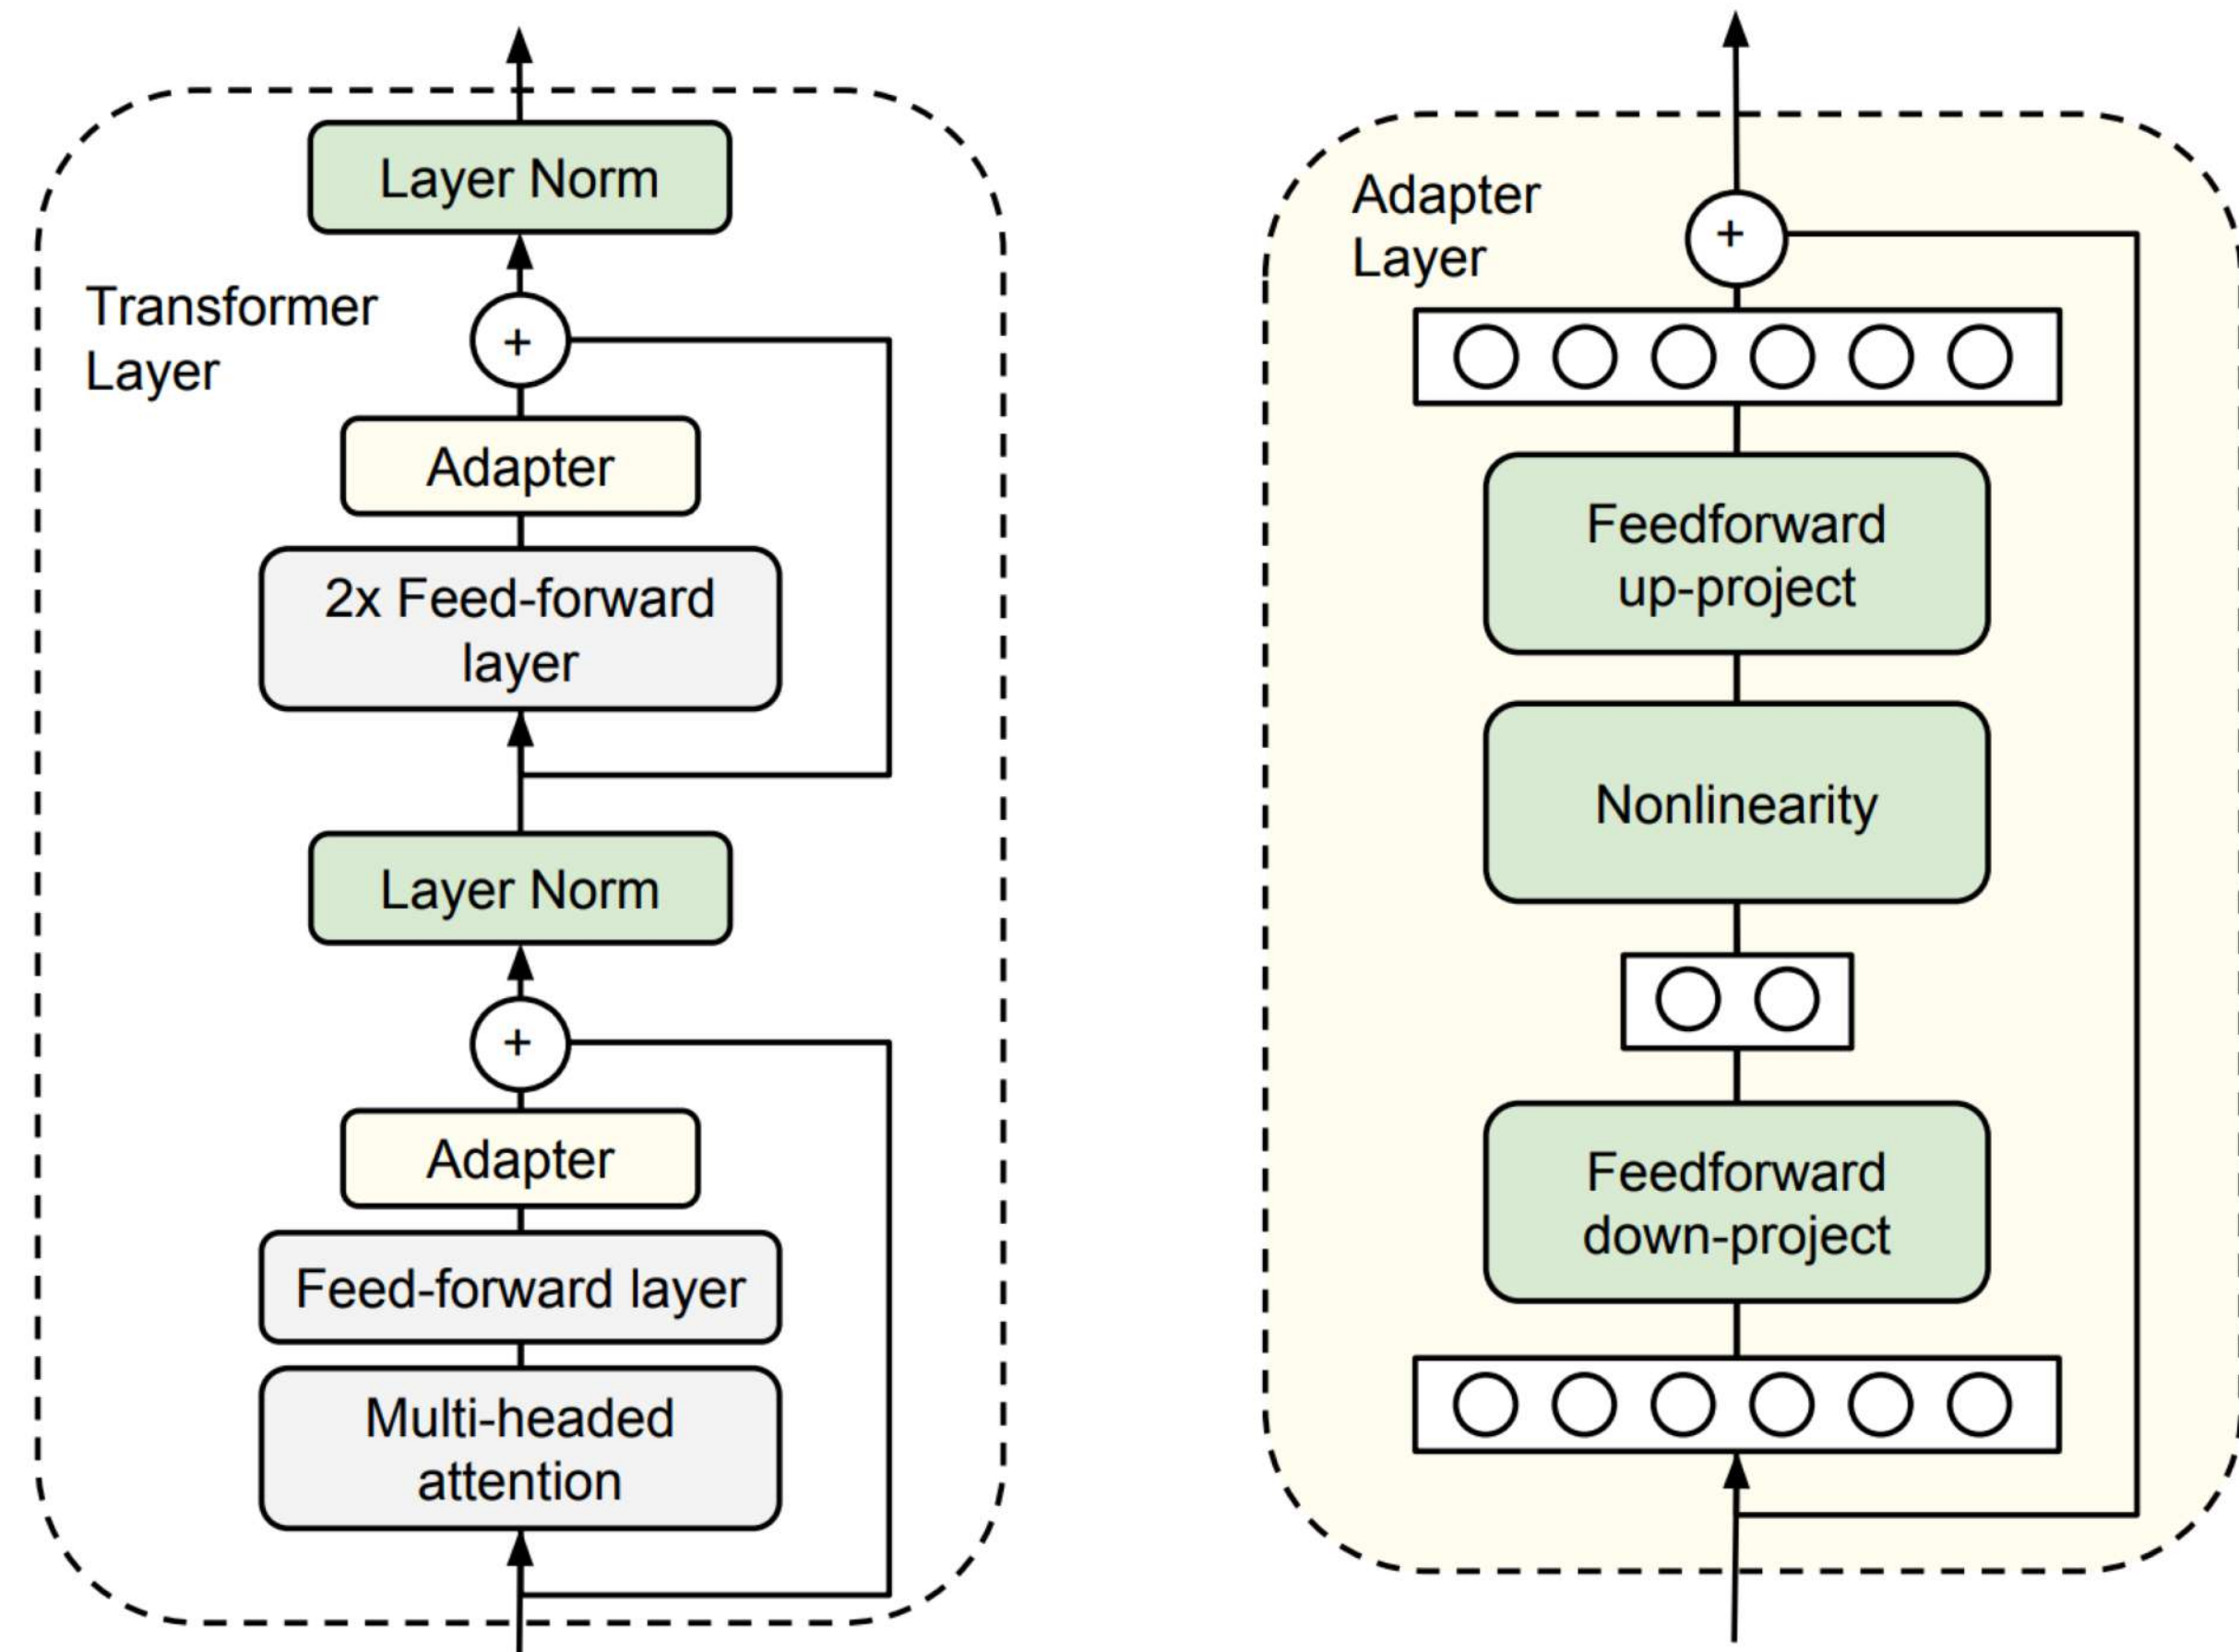 Layer Norm
Transformer
Layer
+
Adapter
2x Feed-forward
layer
Layer Norm
+
Adapter
Feed-forward layer
Multi-headed
attention
Adapter
Layer
+
Feedforward
up-project
Nonlinearity
Feedforward
down-project